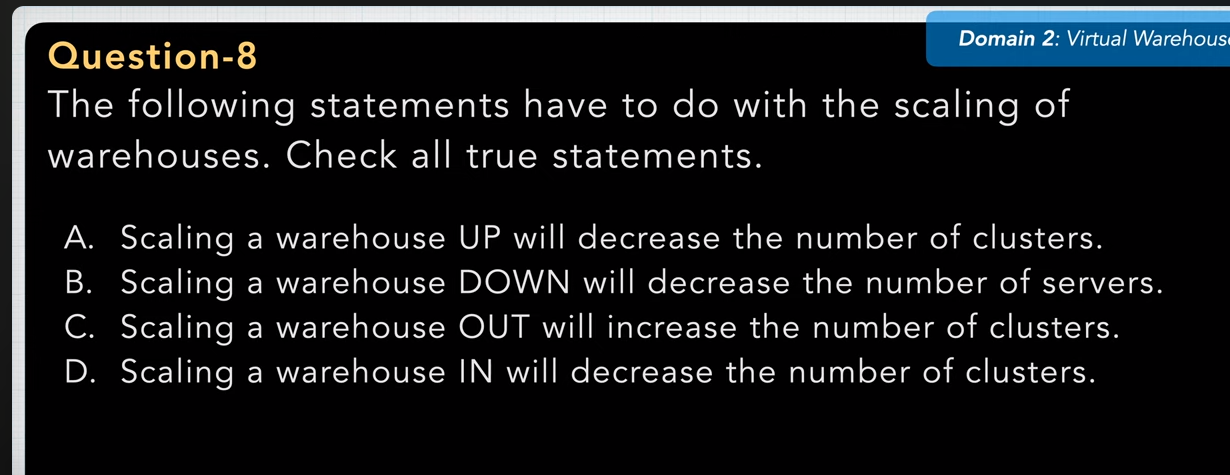 Domain 2: Virtual Warehous
Question-8
The following statements have to do with the scaling of
warehouses. Check all true statements.
A. Scaling a warehouse UP will decrease the number of clusters.
B. Scaling a warehouse DOWN will decrease the number of servers.
C. Scaling a warehouse OUT will increase the number of clusters.
D. Scaling a warehouse IN will decrease the number of clusters.